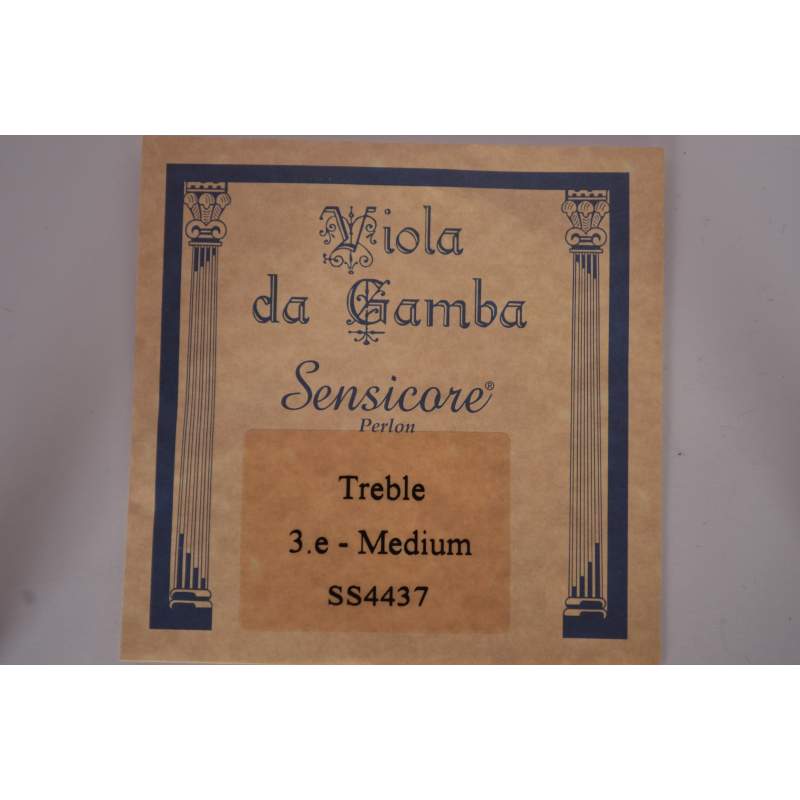 Viola
da Gamba
Sensicore®
Perlon
Treble
3.e - Medium
SS4437